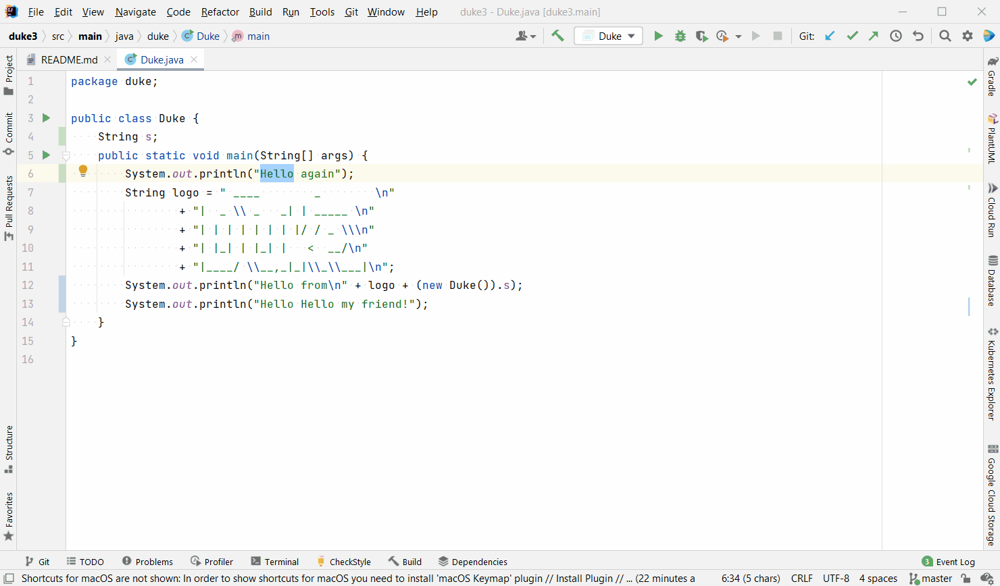 File Edit View Navigate Code Refactor Build Run Tools Git Window Help duke3 - Duke.java [duke3.main]
duke3 src main java duke Duke main Duke Git:
README.md Duke.java
1 package duke;
2
3 public class Duke {
4 String s;
5 public static void main(String[] args) {
6 System.out.println("Hello again");
7 String logo = " ____        _        \n"
8 + "|  _ \\ _   _| | _____ \n"
9 + "| | | | | | | |/ / _ \\\n"
10 + "| |_| | |_| |   <  __/\n"
11 + "|____/ \\__,_|_|\\_\\___|\n";
12 System.out.println("Hello from\n" + logo + (new Duke()).s);
13 System.out.println("Hello Hello my friend!");
14 }
15 }
16
Project
Commit
Pull Requests
Structure
Favorites
Gradle
PlantUML
Cloud Run
Database
Kubernetes Explorer
Google Cloud Storage
Git TODO Problems Profiler Terminal CheckStyle Build Dependencies 3 Event Log
Shortcuts for macOS are not shown: In order to show shortcuts for macOS you need to install 'macOS Keymap' plugin // Install Plugin // ... (22 minutes a 6:34 (5 chars) CRLF UTF-8 4 spaces master